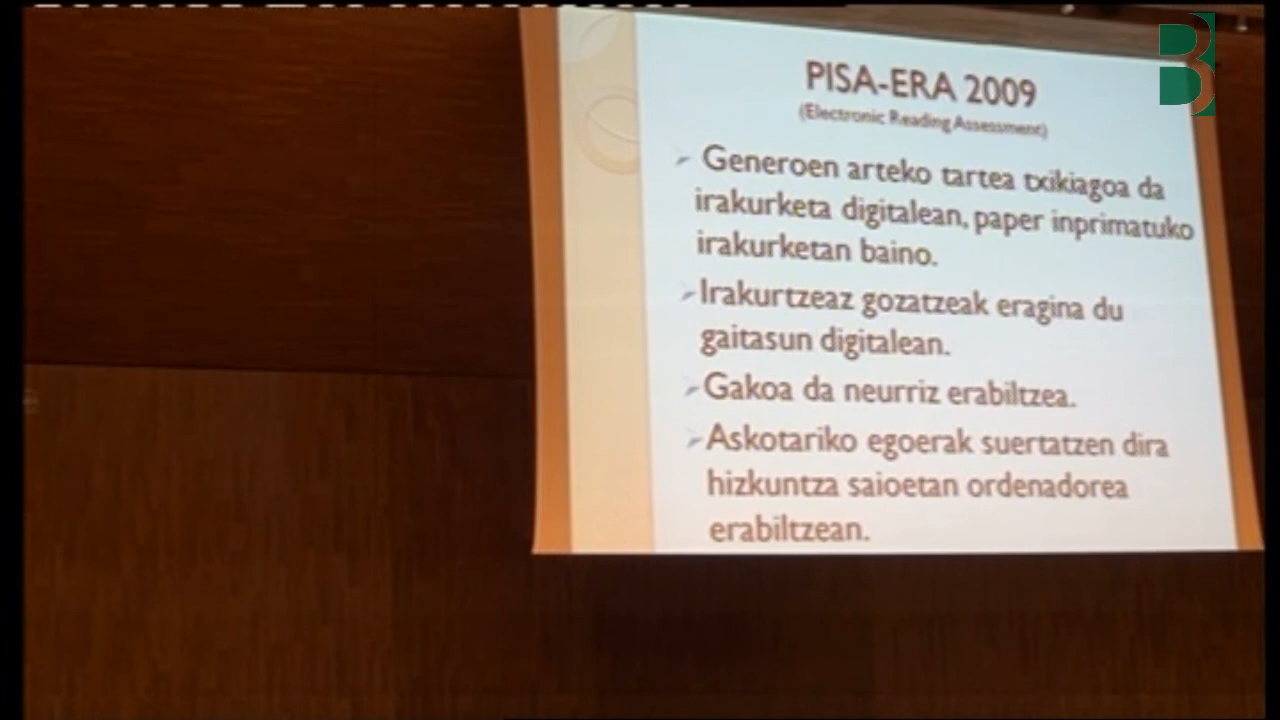 PISA-ERA 2009
(Electronic Reading Assessment)
Generoen arteko tartea txikiagoa da
irakurketa digitalean, paper inprimatuko
irakurketan baino.
Irakurtzeaz gozatzeak eragina du
gaitasun digitalean.
Gakoa da neurriz erabiltzea.
Askotariko egoerak suertatzen dira
hizkuntza saioetan ordenadorea
erabiltzean.
B